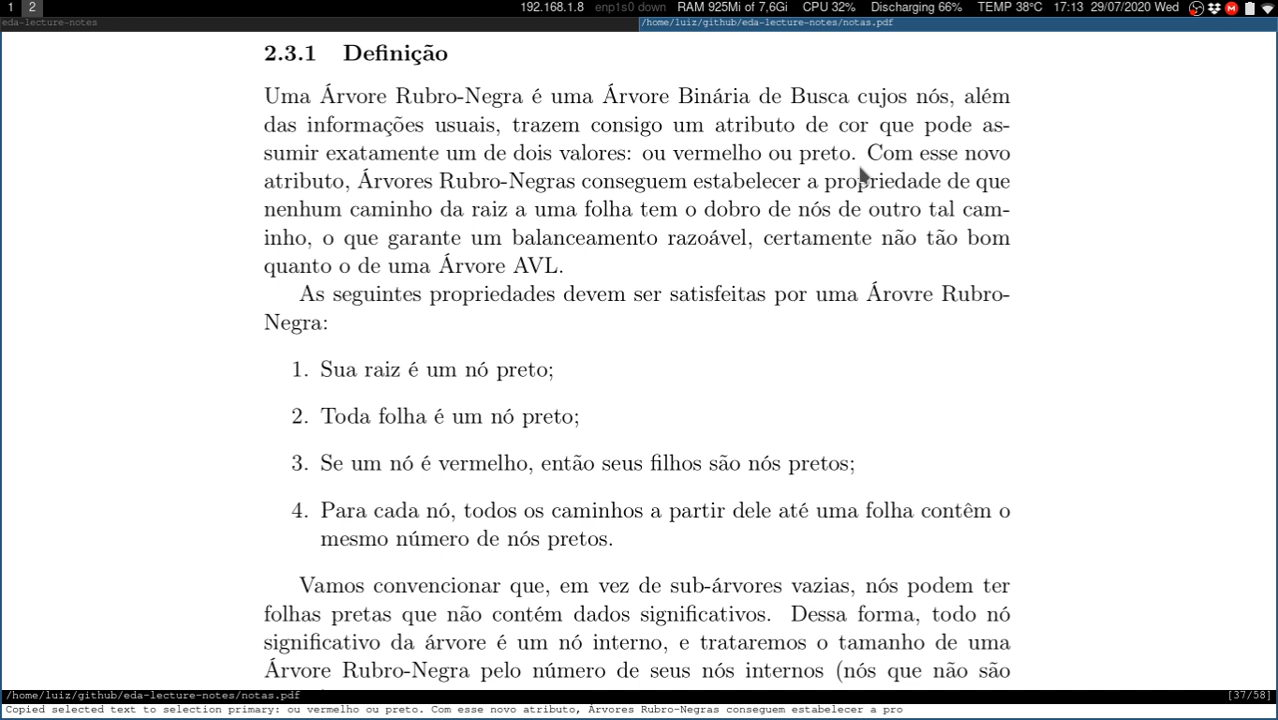 1 2 192.168.1.8 enp1s0 down RAM 925Mi of 7,6Gi CPU 32% Discharging 66% TEMP 38°C 17:13 29/07/2020 Wed
eda-lecture-notes /home/luiz/github/eda-lecture-notes/notas.pdf
2.3.1 Definição
Uma Árvore Rubro-Negra é uma Árvore Binária de Busca cujos nós, além
das informações usuais, trazem consigo um atributo de cor que pode as-
sumir exatamente um de dois valores: ou vermelho ou preto. Com esse novo
atributo, Árvores Rubro-Negras conseguem estabelecer a propriedade de que
nenhum caminho da raiz a uma folha tem o dobro de nós de outro tal cam-
inho, o que garante um balanceamento razoável, certamente não tão bom
quanto o de uma Árvore AVL.
As seguintes propriedades devem ser satisfeitas por uma Árovre Rubro-
Negra:
1. Sua raiz é um nó preto;
2. Toda folha é um nó preto;
3. Se um nó é vermelho, então seus filhos são nós pretos;
4. Para cada nó, todos os caminhos a partir dele até uma folha contêm o
mesmo número de nós pretos.
Vamos convencionar que, em vez de sub-árvores vazias, nós podem ter
folhas pretas que não contém dados significativos. Dessa forma, todo nó
significativo da árvore é um nó interno, e trataremos o tamanho de uma
Árvore Rubro-Negra pelo número de seus nós internos (nós que não são
/home/luiz/github/eda-lecture-notes/notas.pdf [37/58]
Copied selected text to selection primary: ou vermelho ou preto. Com esse novo atributo, Árvores Rubro-Negras conseguem estabelecer a pro